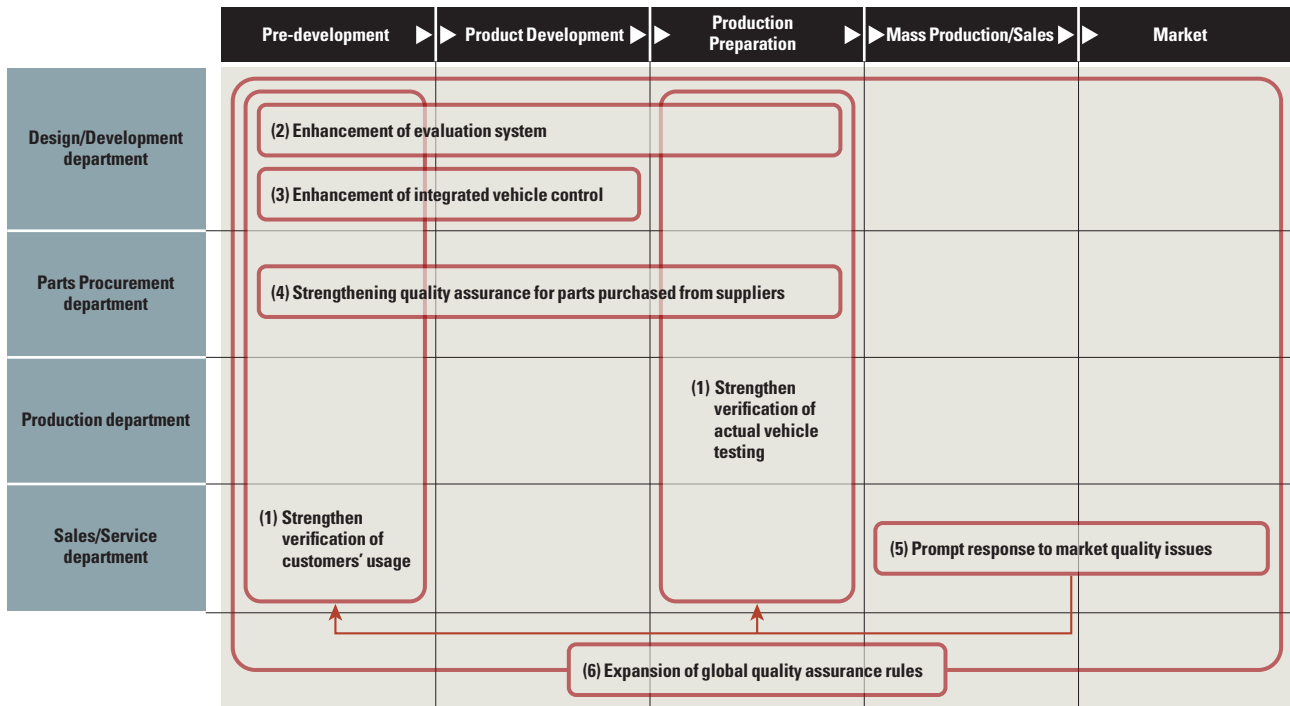 Pre-development
Product Development
Production
Preparation
Mass Production/Sales
Market
Design/Development
department
(2) Enhancement of evaluation system
(3) Enhancement of integrated vehicle control
Parts Procurement
department
(4) Strengthening quality assurance for parts purchased from suppliers
Production department
(1) Strengthen
verification of
actual vehicle
testing
Sales/Service
department
(1) Strengthen
verification of
customers’ usage
(5) Prompt response to market quality issues
(6) Expansion of global quality assurance rules